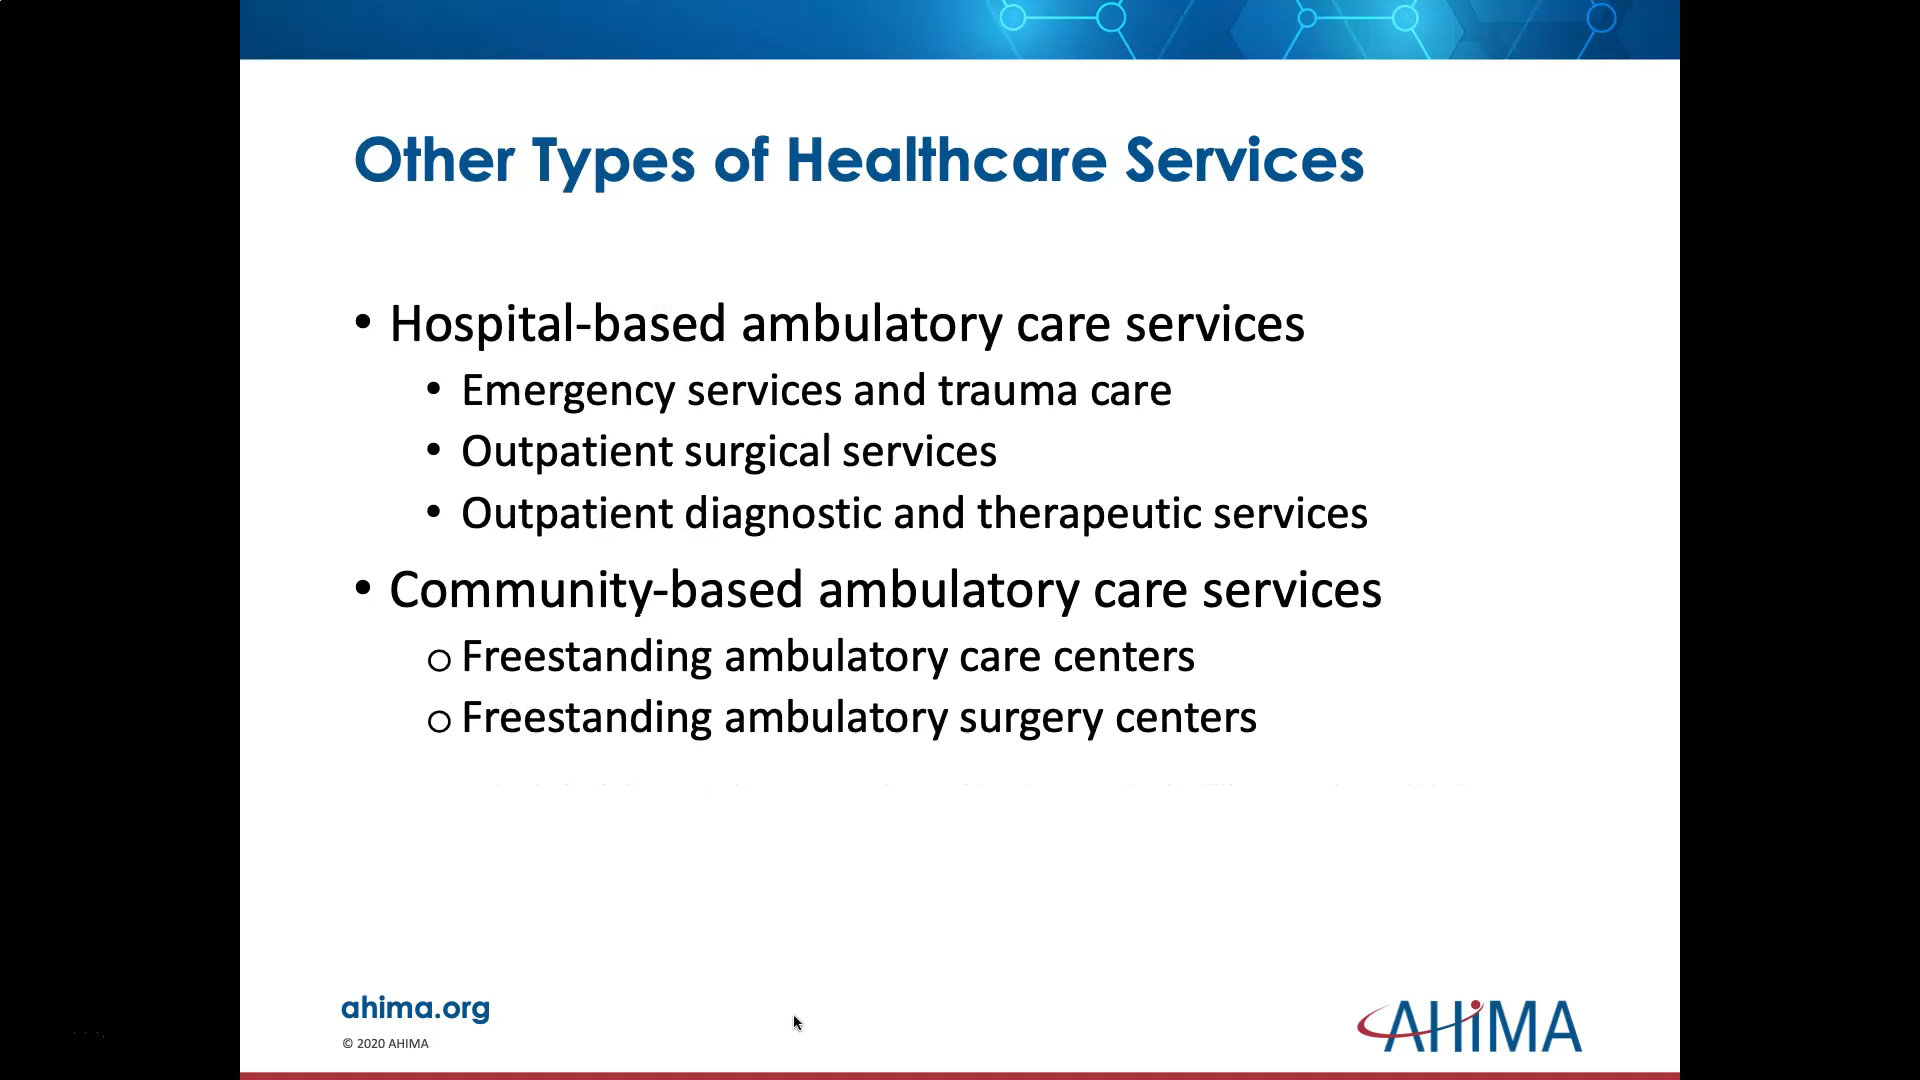 Other Types of Healthcare Services
• Hospital-based ambulatory care services
• Emergency services and trauma care
• Outpatient surgical services
• Outpatient diagnostic and therapeutic services
• Community-based ambulatory care services
o Freestanding ambulatory care centers
o Freestanding ambulatory surgery centers
ahima.org
© 2020 AHIMA
AHiMA